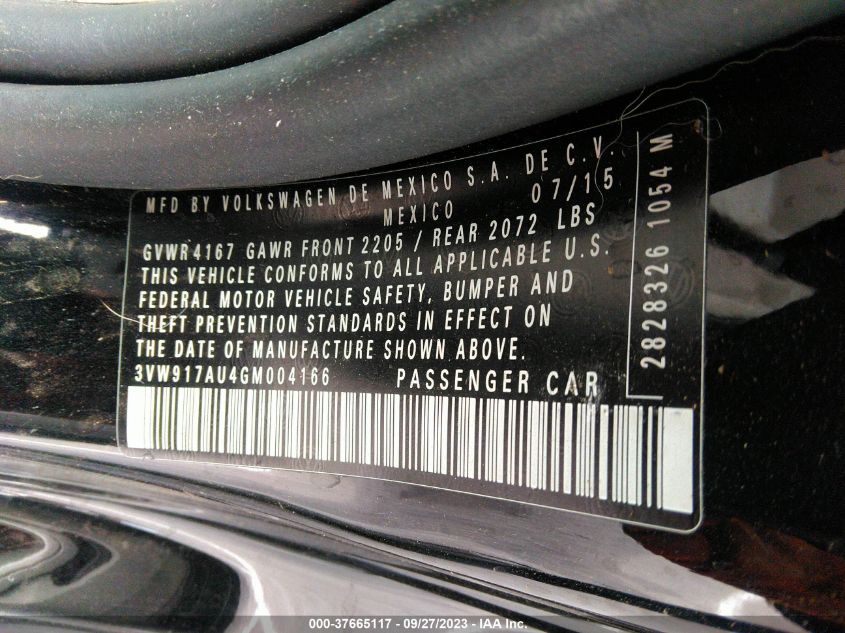 MFD BY VOLKSWAGEN DE MEXICO S.A. DE C.V.
MEXICO 07/15
GVWR 4167 GAWR FRONT 2205 / REAR 2072 LBS
THIS VEHICLE CONFORMS TO ALL APPLICABLE U.S.
FEDERAL MOTOR VEHICLE SAFETY, BUMPER AND
THEFT PREVENTION STANDARDS IN EFFECT ON
THE DATE OF MANUFACTURE SHOWN ABOVE.
3VW917AU4GM004166 PASSENGER CAR
2828326 1054 M
000-37665117 - 09/27/2023 - © IAA Inc.